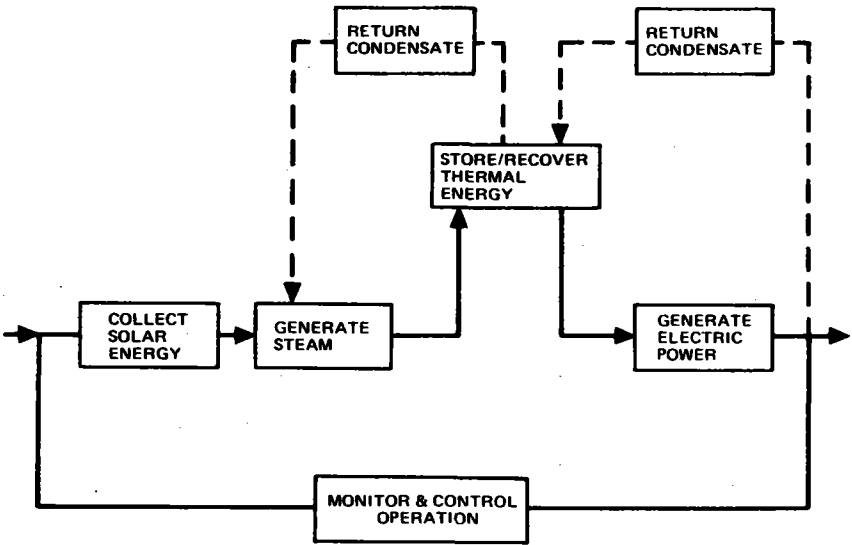 RETURN
CONDENSATE
RETURN
CONDENSATE
STORE/RECOVER
THERMAL
ENERGY
COLLECT
SOLAR
ENERGY
GENERATE
STEAM
GENERATE
ELECTRIC
POWER
MONITOR & CONTROL
OPERATION